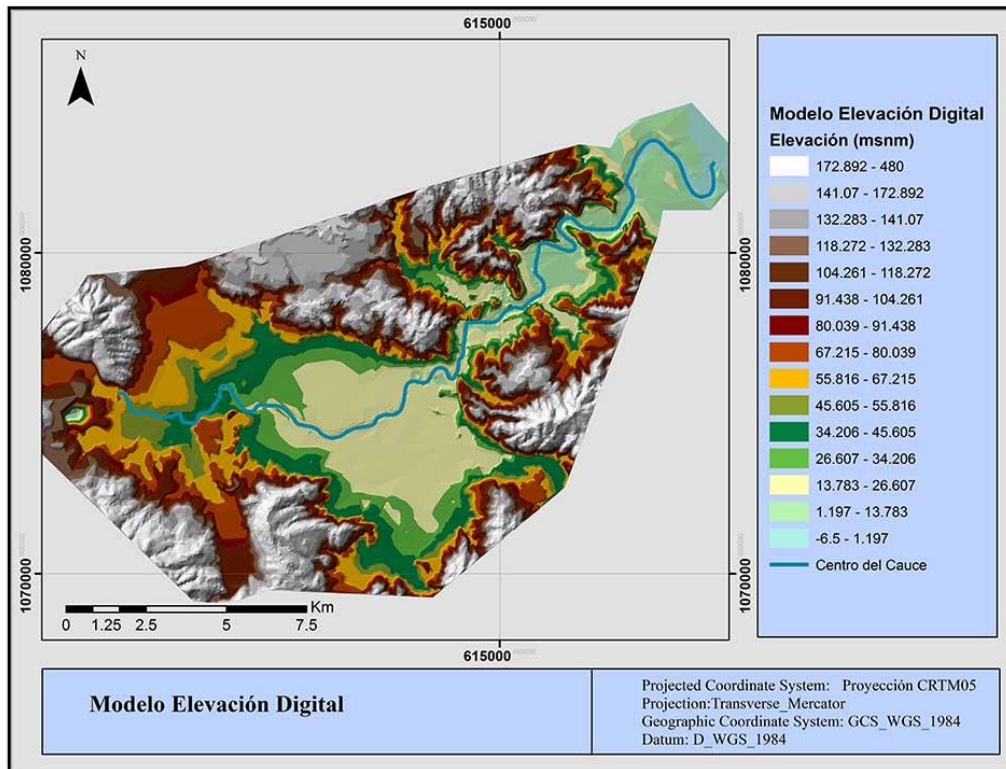 615000
N
1080000
1080000
1070000
1070000
Km
0 1.25 2.5 5 7.5
615000
Modelo Elevación Digital
Elevación (msnm)
172.892 - 480
141.07 - 172.892
132.283 - 141.07
118.272 - 132.283
104.261 - 118.272
91.438 - 104.261
80.039 - 91.438
67.215 - 80.039
55.816 - 67.215
45.605 - 55.816
34.206 - 45.605
26.607 - 34.206
13.783 - 26.607
1.197 - 13.783
-6.5 - 1.197
Centro del Cauce
Modelo Elevación Digital
Projected Coordinate System: Proyección CRTM05
Projection:Transverse_Mercator
Geographic Coordinate System: GCS_WGS_1984
Datum: D_WGS_1984